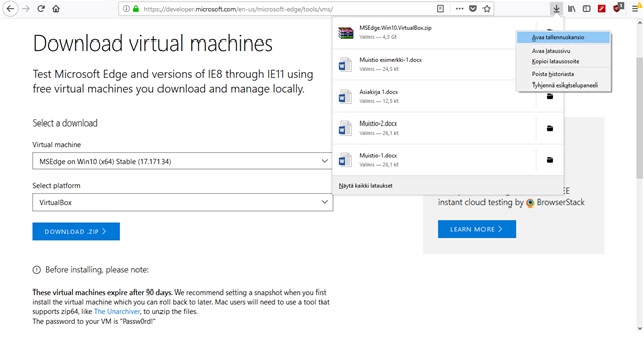 https://developer.microsoft.com/en-us/microsoft-edge/tools/vms/
Download virtual machines
Test Microsoft Edge and versions of IE8 through IE11 using
free virtual machines you download and manage locally.
Select a download
Virtual machine
MSEdge on Win10 (x64) Stable (17.17134)
Select platform
VirtualBox
DOWNLOAD .ZIP >
Before installing, please note:
These virtual machines expire after 90 days. We recommend setting a snapshot when you first
install the virtual machine which you can roll back to later. Mac users will need to use a tool that
supports zip64, like The Unarchiver, to unzip the files.
The password to your VM is "Passw0rd!"
MSEdge.Win10.VirtualBox.zip
Valmis — 4,3 Gt
Muistio esimerkki-1.docx
Valmis — 24,5 kt
Asiakirja 1.docx
Valmis — 12,5 kt
Muistio-2.docx
Valmis — 26,1 kt
Muistio-1.docx
Valmis — 26,1 kt
Näytä kaikki lataukset
Avaa tallennuskansio
Avaa lataussivu
Kopioi latausosoite
Poista historiasta
Tyhjennä esikatselupaneeli
EE
instant cloud testing by BrowserStack
LEARN MORE >